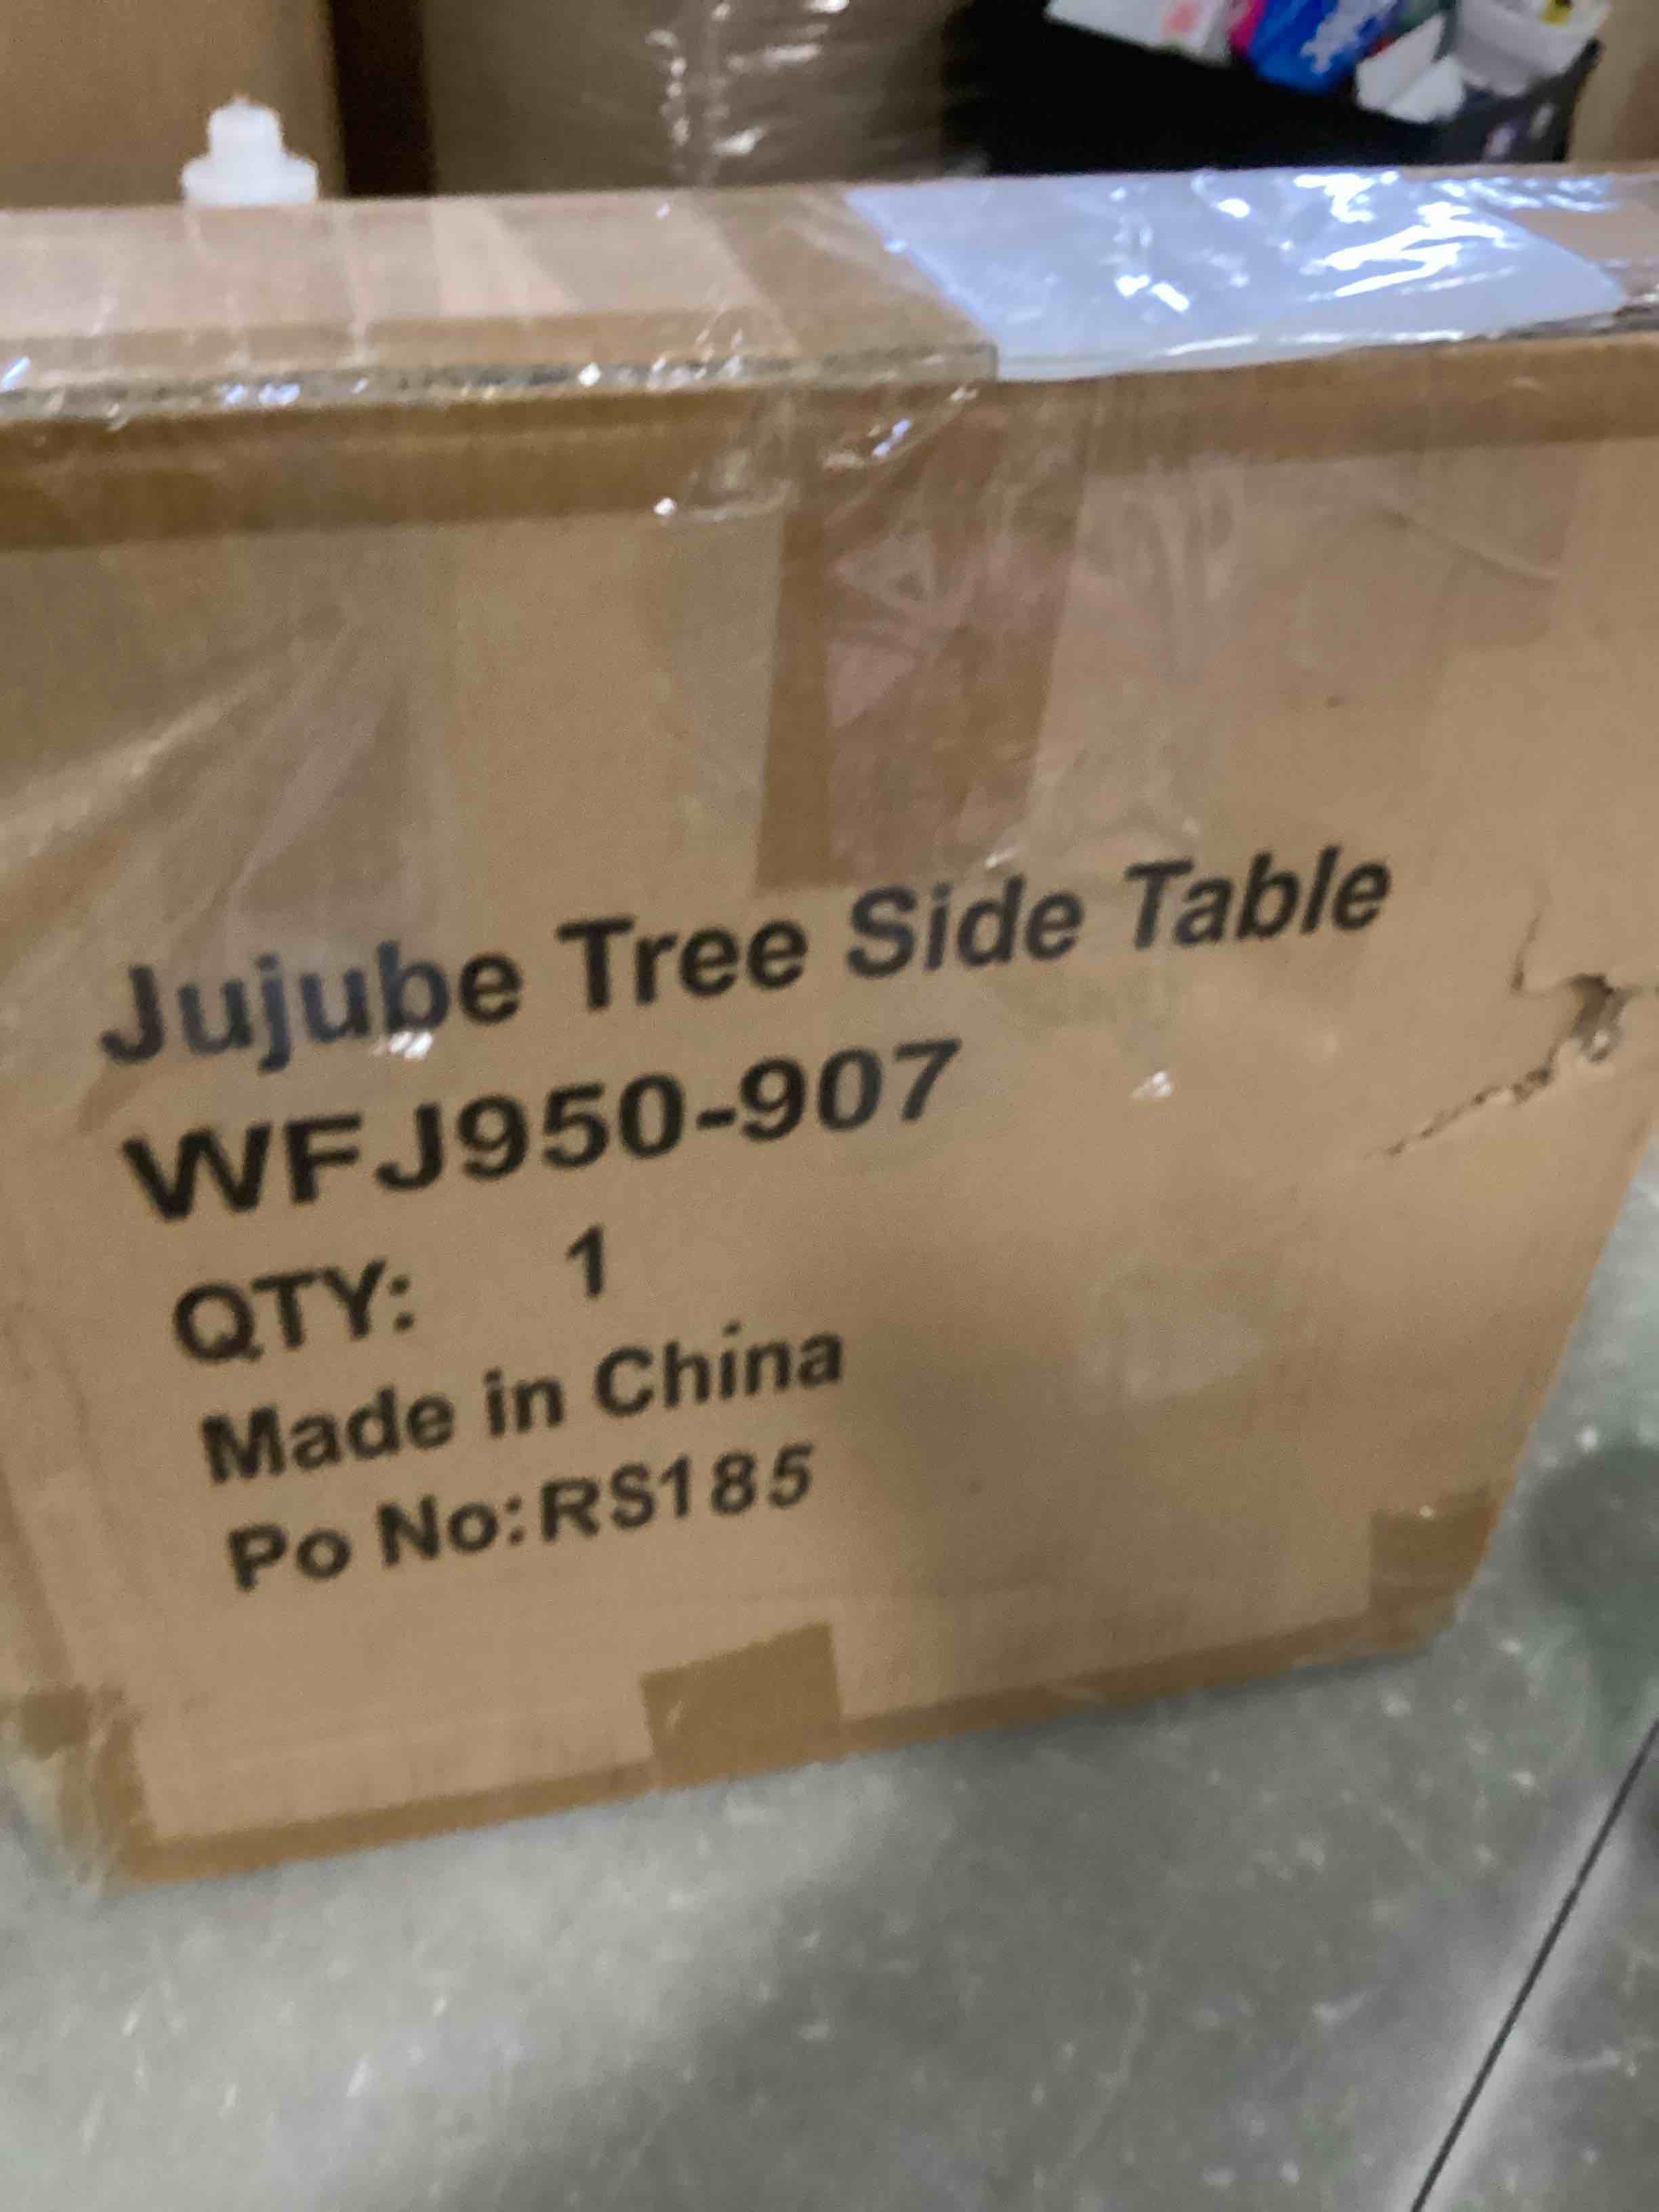 Jujube Tree Side Table
WFJ950-907
QTY: 1
Made in China
Po No:RS185